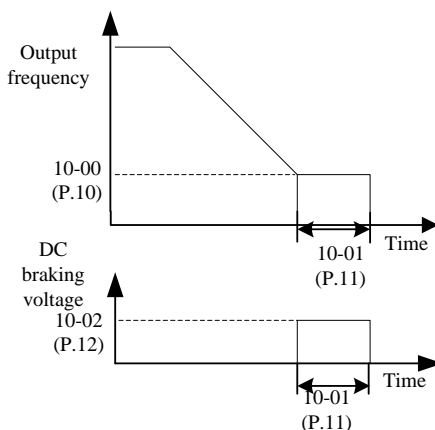 Output
frequency
10-00
(P.10)
Time
10-01
(P.11)
DC
braking
voltage
10-02
(P.12)
Time
10-01
(P.11)